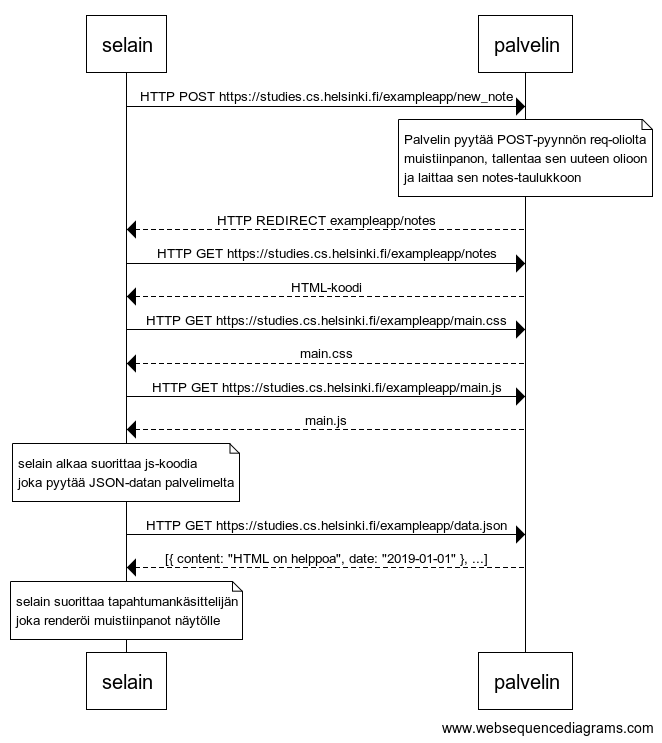 selain palvelin
HTTP POST https://studies.cs.helsinki.fi/exampleapp/new_note
Palvelin pyytää POST-pyynnön req-oliolta
muistiinpanon, tallentaa sen uuteen olioon
ja laittaa sen notes-taulukkoon
HTTP REDIRECT exampleapp/notes
HTTP GET https://studies.cs.helsinki.fi/exampleapp/notes
HTML-koodi
HTTP GET https://studies.cs.helsinki.fi/exampleapp/main.css
main.css
HTTP GET https://studies.cs.helsinki.fi/exampleapp/main.js
main.js
selain alkaa suorittaa js-koodia
joka pyytää JSON-datan palvelimelta
HTTP GET https://studies.cs.helsinki.fi/exampleapp/data.json
[{ content: "HTML on helppoa", date: "2019-01-01" }, ...]
selain suorittaa tapahtumankäsittelijän
joka renderöi muistiinpanot näytölle
selain palvelin
www.websequencediagrams.com